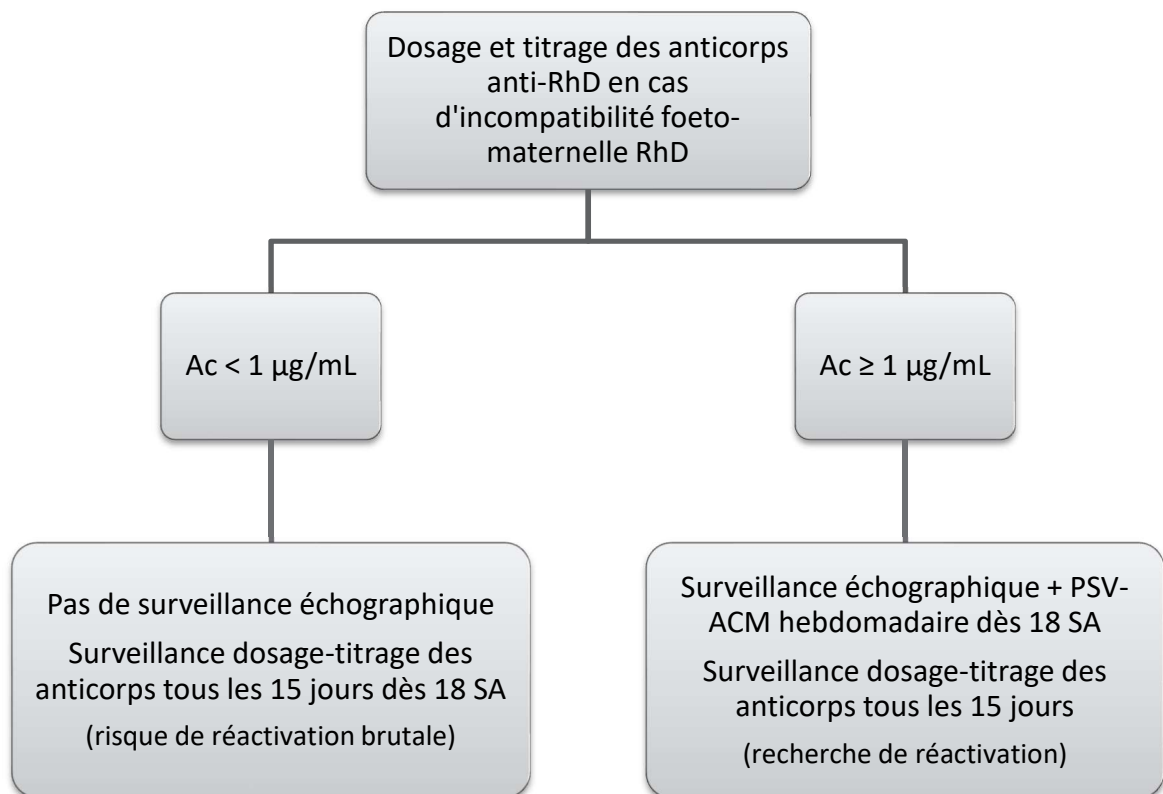 Dosage et titrage des anticorps
anti-RhD en cas
d'incompatibilité foeto-
maternelle RhD
Ac < 1 µg/mL
Ac ≥ 1 µg/mL
Pas de surveillance échographique
Surveillance dosage-titrage des
anticorps tous les 15 jours dès 18 SA
(risque de réactivation brutale)
Surveillance échographique + PSV-
ACM hebdomadaire dès 18 SA
Surveillance dosage-titrage des
anticorps tous les 15 jours
(recherche de réactivation)